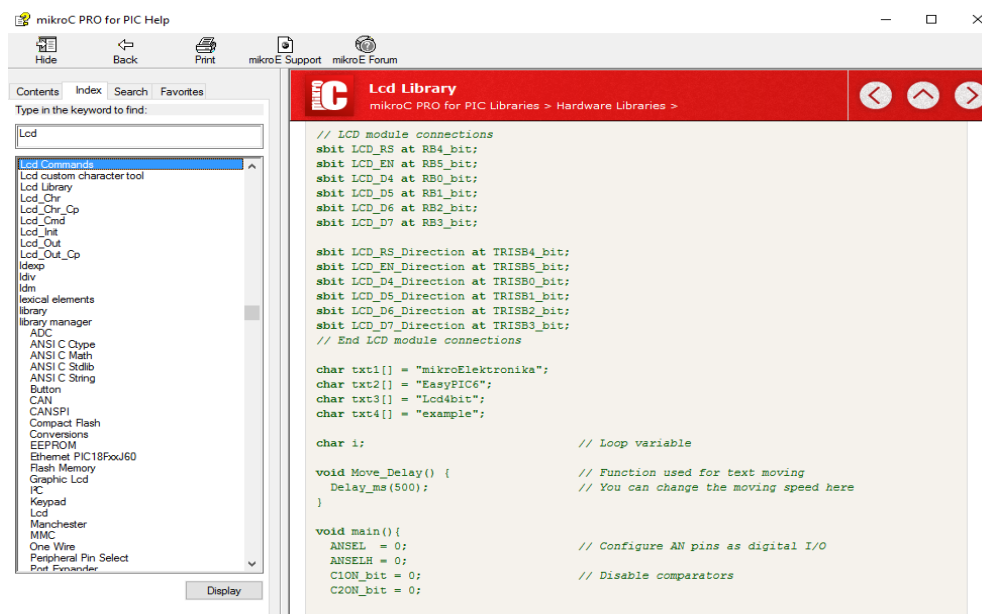 mikroC PRO for PIC Help
Hide Back Print mikroE Support mikroE Forum
Contents Index Search Favorites
Type in the keyword to find:
Lcd
Lcd Commands
Lcd custom character tool
Lcd Library
Lcd_Chr
Lcd_Chr_Cp
Lcd_Cmd
Lcd_Init
Lcd_Out
Lcd_Out_Cp
ldexp
ldiv
ldm
lexical elements
library
library manager
ADC
ANSI C Ctype
ANSI C Math
ANSI C Stdlib
ANSI C String
Button
CAN
CANSPI
Compact Flash
Conversions
EEPROM
Ethernet PIC18FxxJ60
Flash Memory
Graphic Lcd
I²C
Keypad
Lcd
Manchester
MMC
One Wire
Peripheral Pin Select
Port Expander
Display
mikro C
Lcd Library
mikroC PRO for PIC Libraries > Hardware Libraries >
// LCD module connections
sbit LCD_RS at RB4_bit;
sbit LCD_EN at RB5_bit;
sbit LCD_D4 at RB0_bit;
sbit LCD_D5 at RB1_bit;
sbit LCD_D6 at RB2_bit;
sbit LCD_D7 at RB3_bit;
sbit LCD_RS_Direction at TRISB4_bit;
sbit LCD_EN_Direction at TRISB5_bit;
sbit LCD_D4_Direction at TRISB0_bit;
sbit LCD_D5_Direction at TRISB1_bit;
sbit LCD_D6_Direction at TRISB2_bit;
sbit LCD_D7_Direction at TRISB3_bit;
// End LCD module connections
char txt1[] = "mikroElektronika";
char txt2[] = "EasyPIC6";
char txt3[] = "Lcd4bit";
char txt4[] = "example";
char i; // Loop variable
void Move_Delay() { // Function used for text moving
Delay_ms(500); // You can change the moving speed here
}
void main(){
ANSEL = 0; // Configure AN pins as digital I/O
ANSELH = 0;
C1ON_bit = 0; // Disable comparators
C2ON_bit = 0;